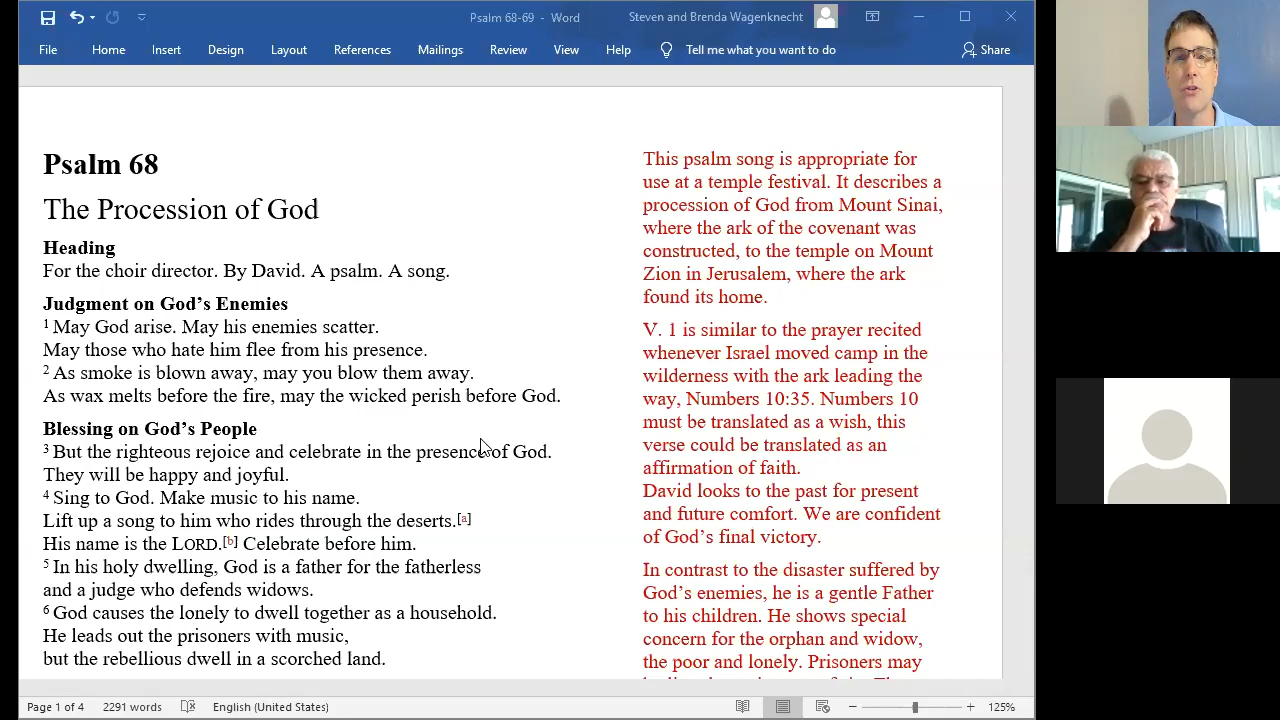 Psalm 68-69 - Word
Steven and Brenda Wagenknecht
File Home Insert Design Layout References Mailings Review View Help Tell me what you want to do Share
Psalm 68
The Procession of God
Heading
For the choir director. By David. A psalm. A song.
Judgment on God's Enemies
1 May God arise. May his enemies scatter.
May those who hate him flee from his presence.
2 As smoke is blown away, may you blow them away.
As wax melts before the fire, may the wicked perish before God.
Blessing on God's People
3 But the righteous rejoice and celebrate in the presence of God.
They will be happy and joyful.
4 Sing to God. Make music to his name.
Lift up a song to him who rides through the deserts.[a]
His name is the LORD.[b] Celebrate before him.
5 In his holy dwelling, God is a father for the fatherless
and a judge who defends widows.
6 God causes the lonely to dwell together as a household.
He leads out the prisoners with music,
but the rebellious dwell in a scorched land.
This psalm song is appropriate for
use at a temple festival. It describes a
procession of God from Mount Sinai,
where the ark of the covenant was
constructed, to the temple on Mount
Zion in Jerusalem, where the ark
found its home.
V. 1 is similar to the prayer recited
whenever Israel moved camp in the
wilderness with the ark leading the
way, Numbers 10:35. Numbers 10
must be translated as a wish, this
verse could be translated as an
affirmation of faith.
David looks to the past for present
and future comfort. We are confident
of God's final victory.
In contrast to the disaster suffered by
God's enemies, he is a gentle Father
to his children. He shows special
concern for the orphan and widow,
the poor and lonely. Prisoners may
Page 1 of 4 2291 words English (United States) 125%